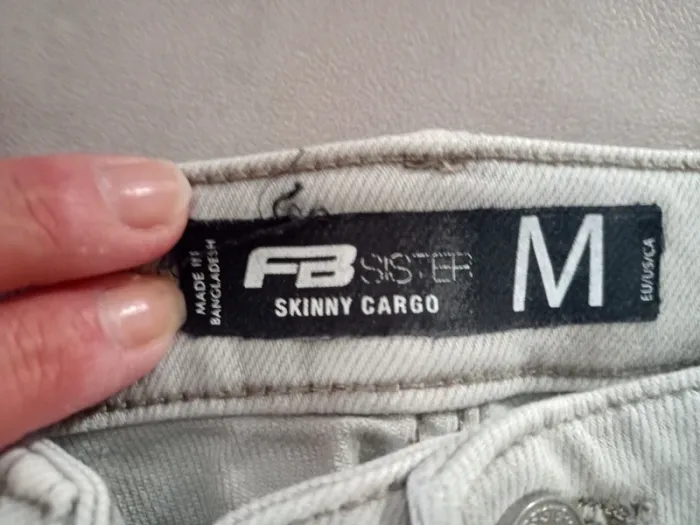 MADE IN
BANGLADESH
FB SISTER
SKINNY CARGO
M
EU/US/CA